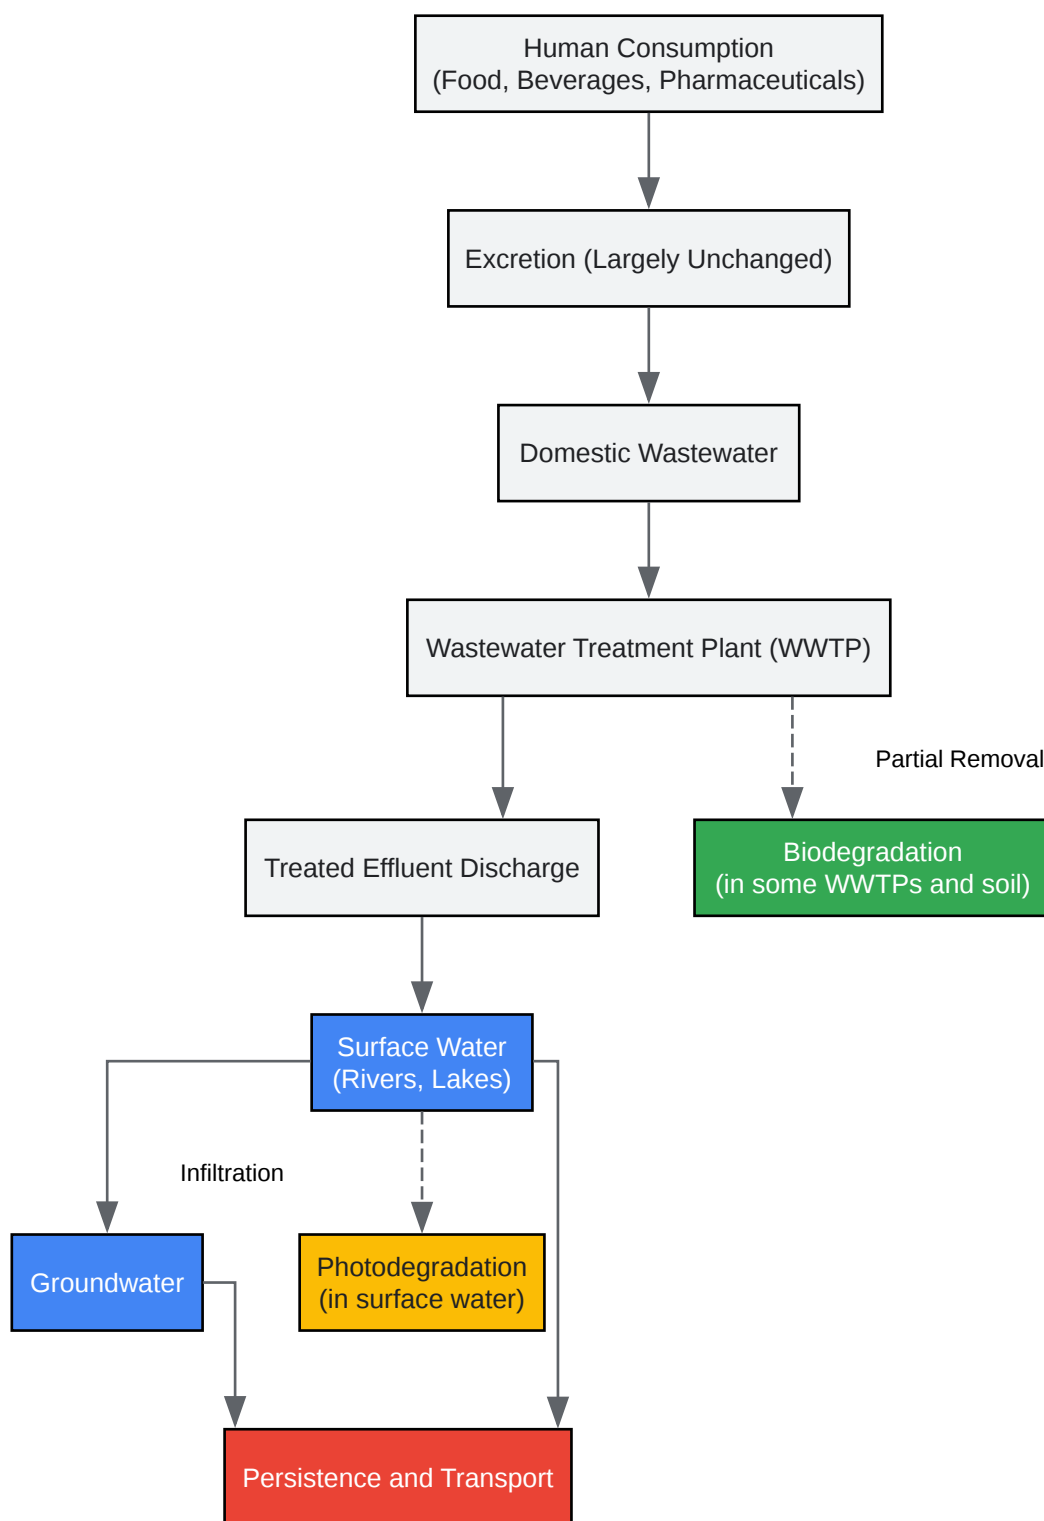 Human Consumption
(Food, Beverages, Pharmaceuticals)
Excretion (Largely Unchanged)
Domestic Wastewater
Wastewater Treatment Plant (WWTP)
Partial Removal
Treated Effluent Discharge
Biodegradation
(in some WWTPs and soil)
Surface Water
(Rivers, Lakes)
Infiltration
Groundwater
Photodegradation
(in surface water)
Persistence and Transport